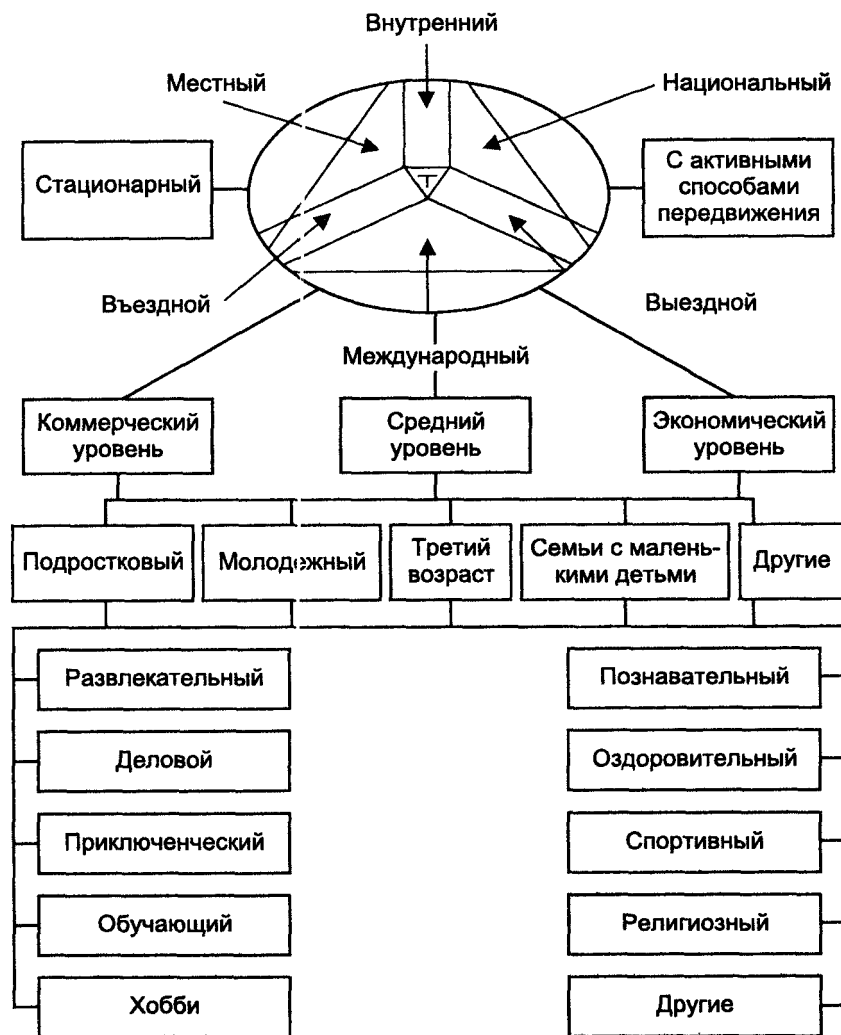 Внутренний
Местный
Национальный
Т
Стационарный
С активными
способами
передвижения
Въездной
Выездной
Международный
Коммерческий
уровень
Средний
уровень
Экономический
уровень
Подростковый
Молодежный
Третий
возраст
Семьи с малень-
кими детьми
Другие
Развлекательный
Познавательный
Деловой
Оздоровительный
Приключенческий
Спортивный
Обучающий
Религиозный
Хобби
Другие